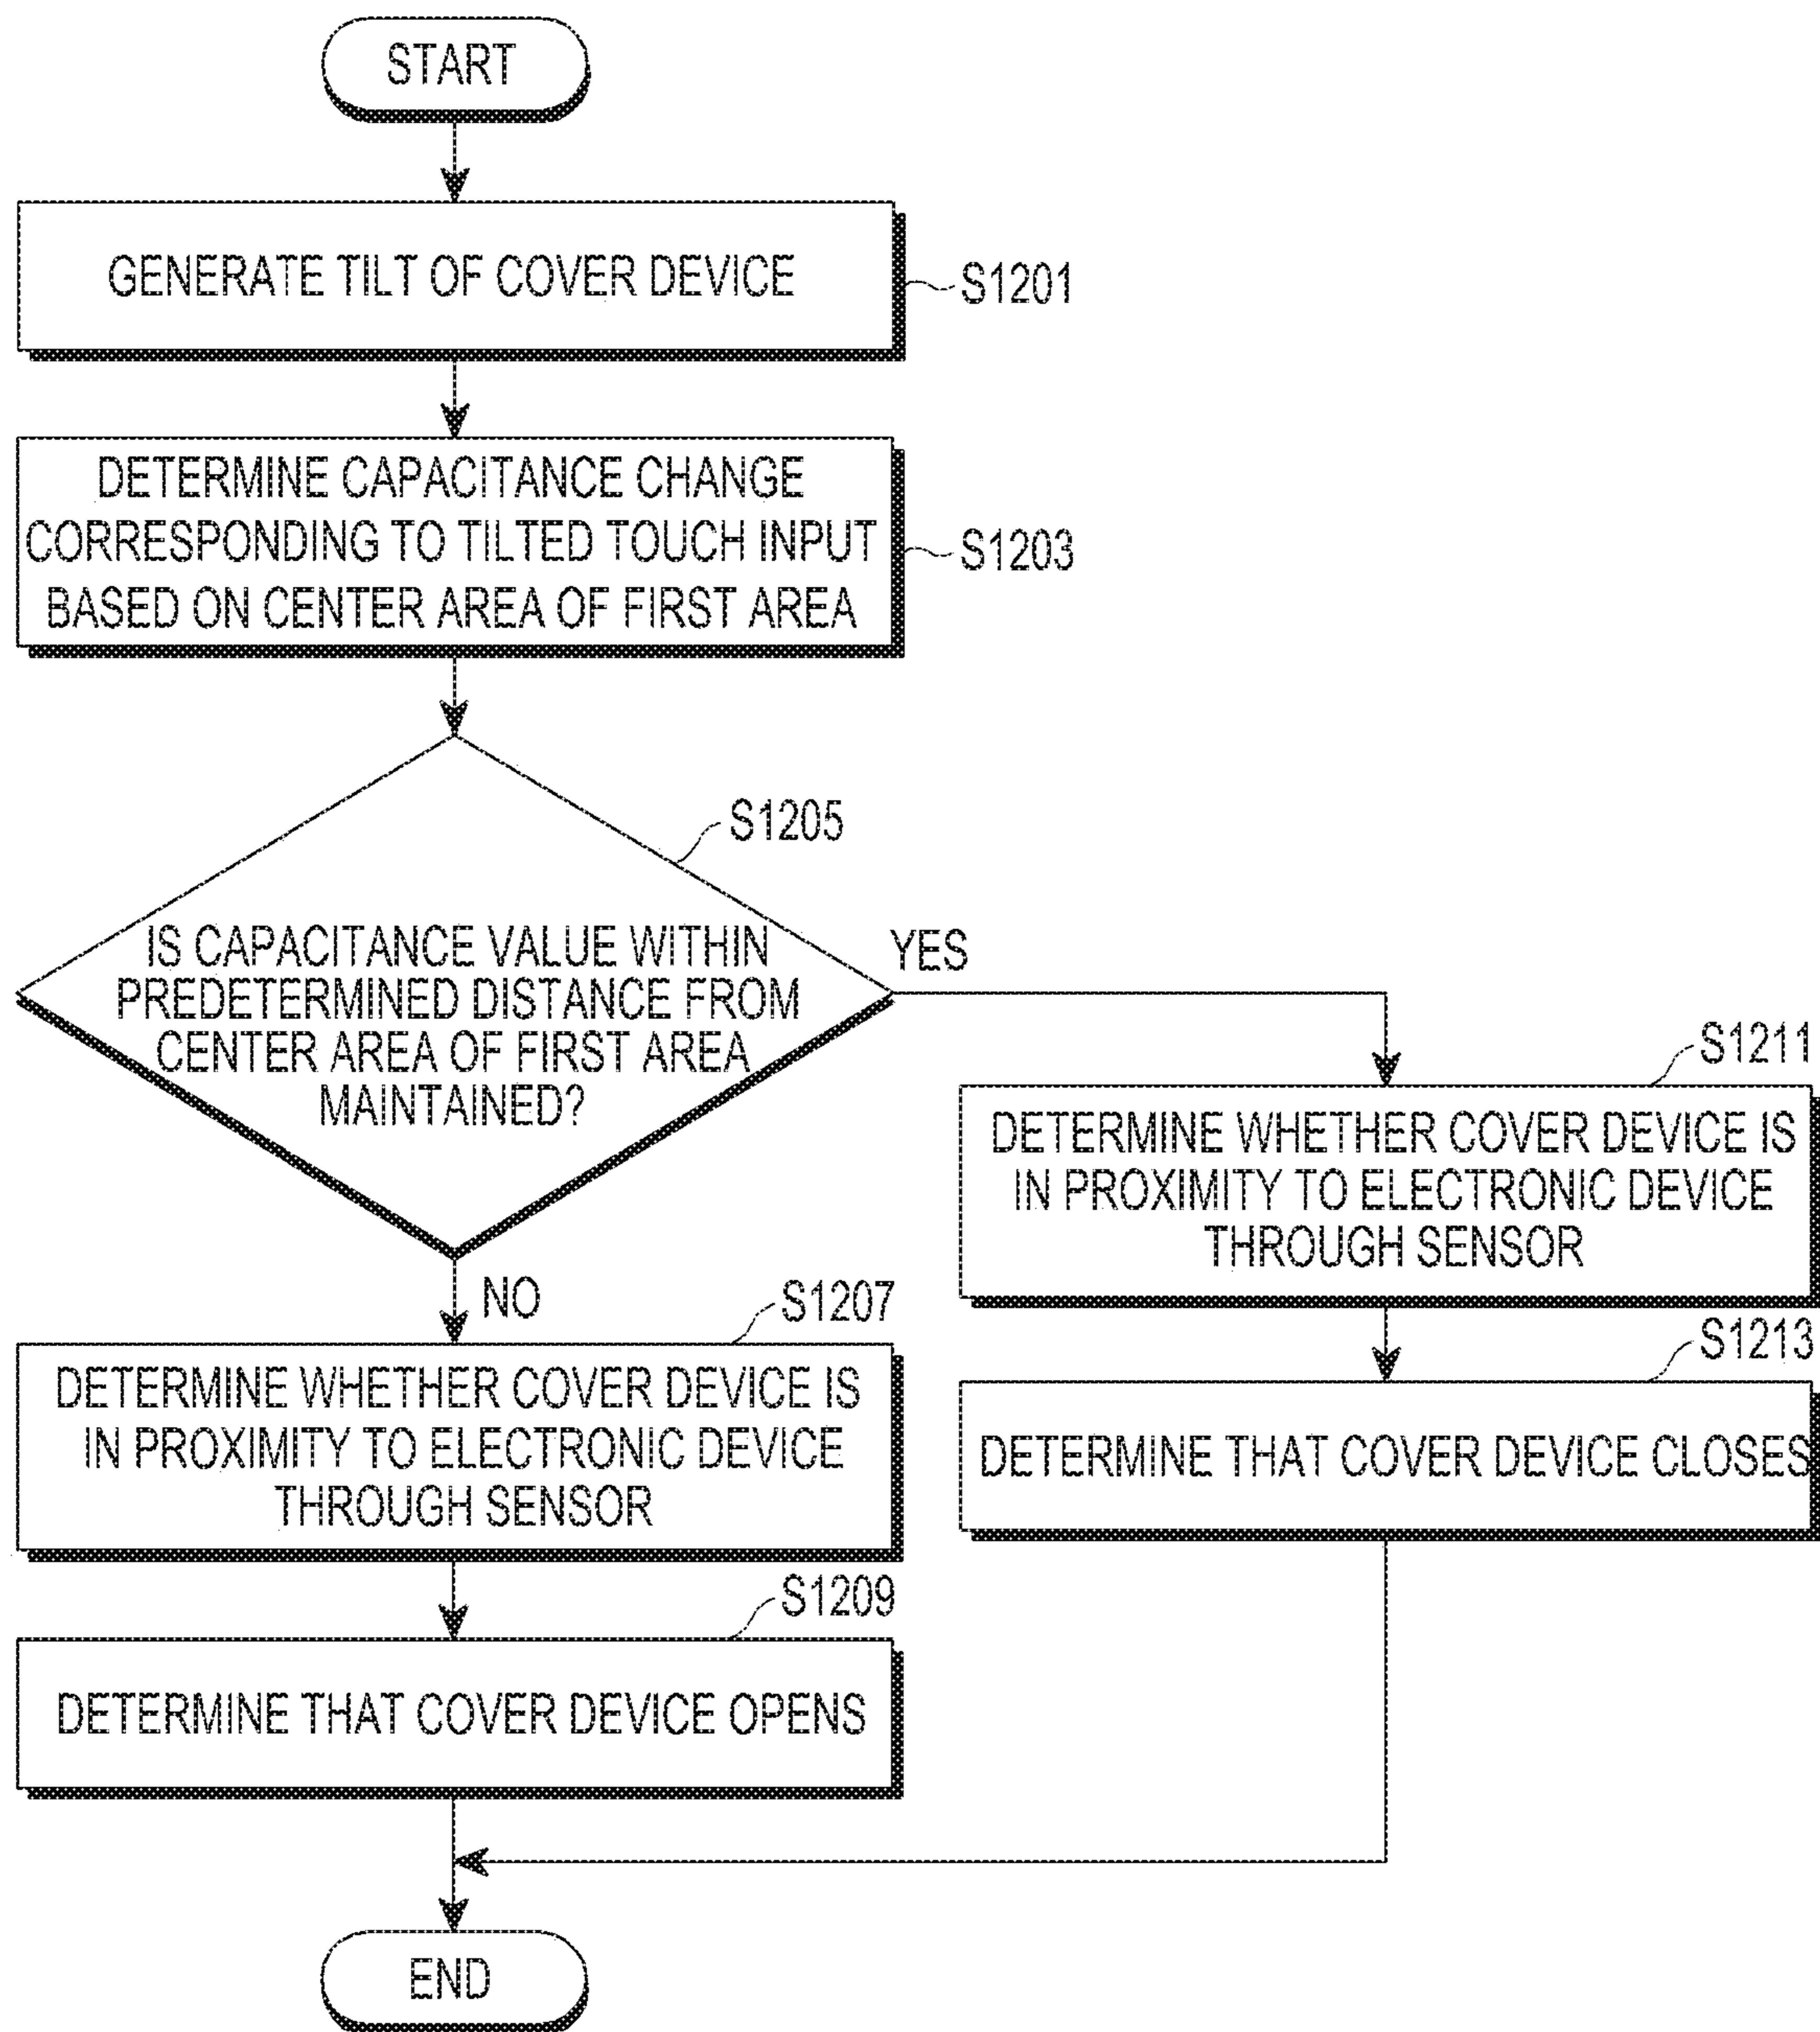 START
GENERATE TILT OF COVER DEVICE
S1201
DETERMINE CAPACITANCE CHANGE
CORRESPONDING TO TILTED TOUCH INPUT
BASED ON CENTER AREA OF FIRST AREA
S1203
S1205
IS CAPACITANCE VALUE WITHIN
PREDETERMINED DISTANCE FROM
CENTER AREA OF FIRST AREA
MAINTAINED?
YES
NO
S1207
DETERMINE WHETHER COVER DEVICE IS
IN PROXIMITY TO ELECTRONIC DEVICE
THROUGH SENSOR
S1209
DETERMINE THAT COVER DEVICE OPENS
S1211
DETERMINE WHETHER COVER DEVICE IS
IN PROXIMITY TO ELECTRONIC DEVICE
THROUGH SENSOR
S1213
DETERMINE THAT COVER DEVICE CLOSES
END